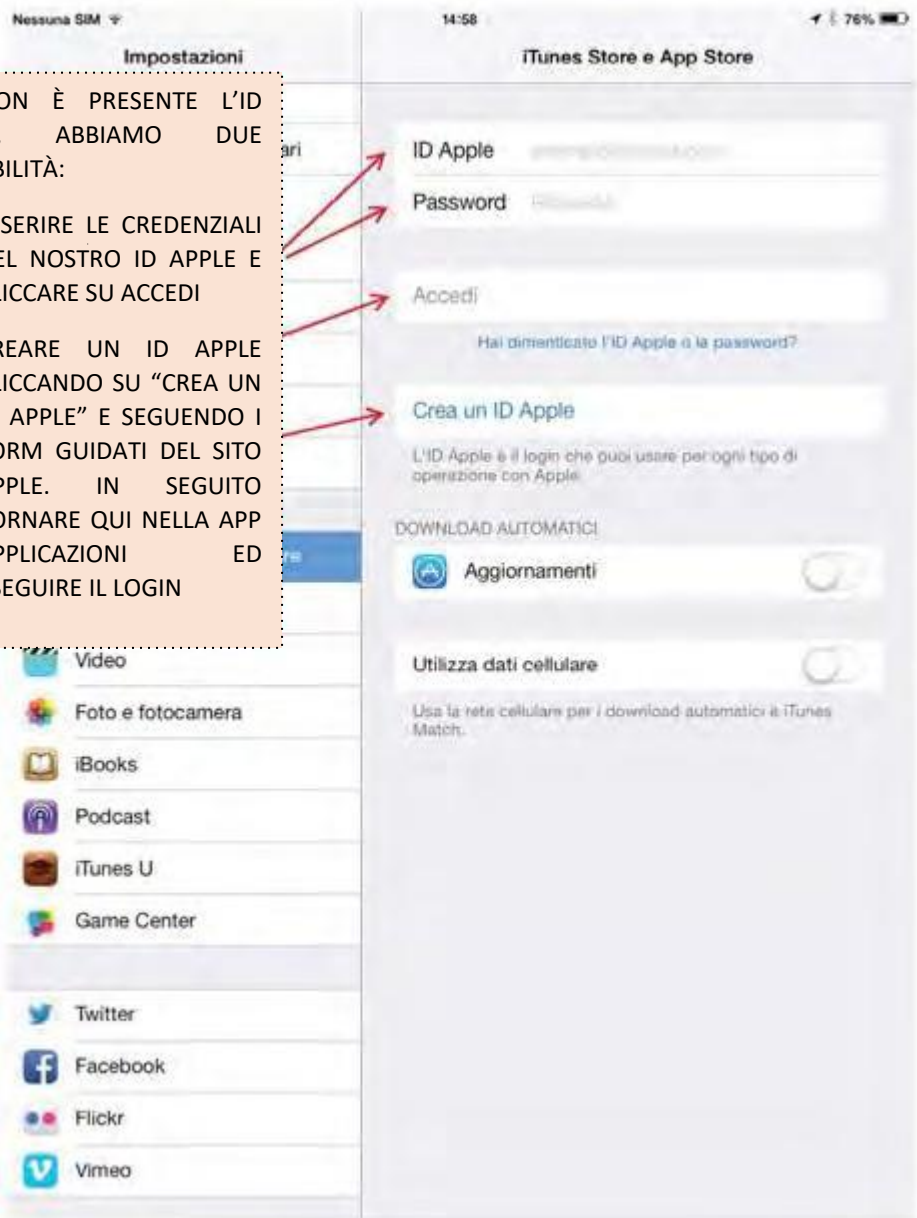 Nessuna SIM 14:58 76%
Impostazioni
iTunes Store e App Store
ON È PRESENTE L'ID
ABBIAMO DUE
BILITÀ:
SERIRE LE CREDENZIALI
EL NOSTRO ID APPLE E
LICCARE SU ACCEDI
REARE UN ID APPLE
LICCANDO SU “CREA UN
APPLE” E SEGUENDO I
ORM GUIDATI DEL SITO
PPLE. IN SEGUITO
ORNARE QUI NELLA APP
PPLICAZIONI ED
SEGUIRE IL LOGIN
ari
re
Video
Foto e fotocamera
iBooks
Podcast
iTunes U
Game Center
Twitter
Facebook
Flickr
Vimeo
ID Apple
Password
Accedi
Hai dimenticato l'ID Apple o la password?
Crea un ID Apple
L'ID Apple è il login che puoi usare per ogni tipo di
operazione con Apple.
DOWNLOAD AUTOMATICI
Aggiornamenti
Utilizza dati cellulare
Usa la rete cellulare per i download automatici e iTunes
Match.